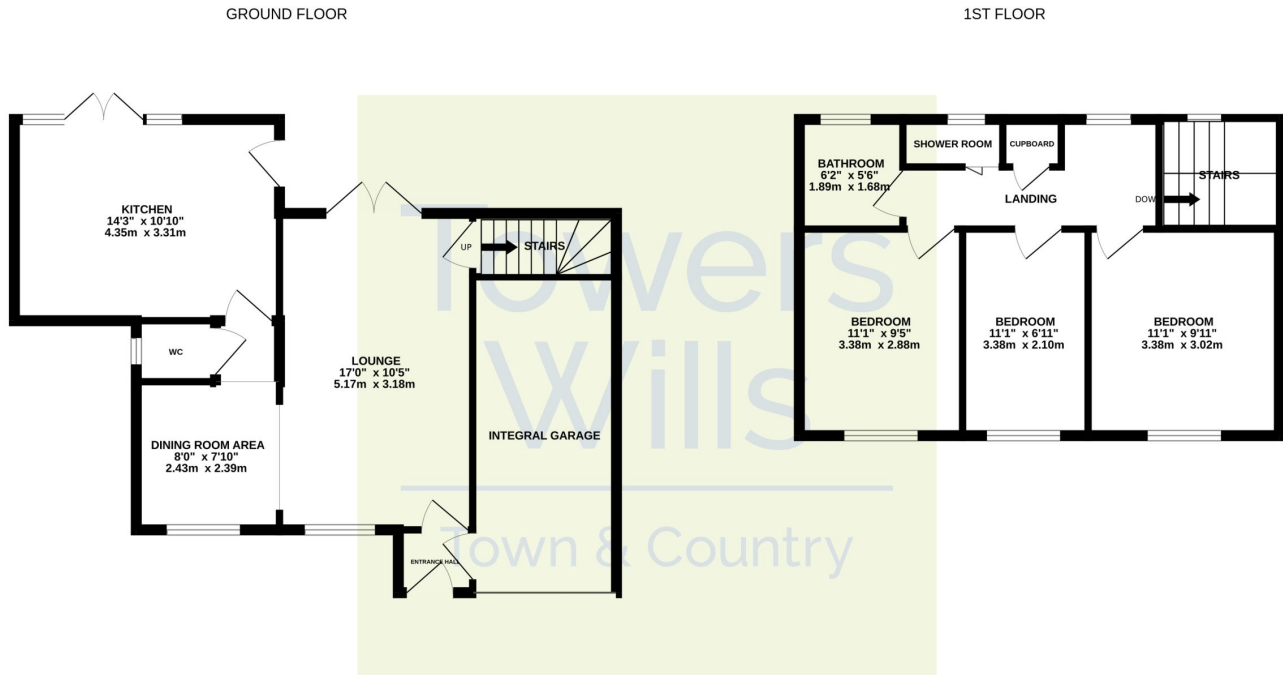 GROUND FLOOR
1ST FLOOR
KITCHEN
14'3" x 10'10"
4.35m x 3.31m
UP
STAIRS
WC
LOUNGE
17'0" x 10'5"
5.17m x 3.18m
DINING ROOM AREA
8'0" x 7'10"
2.43m x 2.39m
INTEGRAL GARAGE
ENTRANCE HALL
BATHROOM
6'2" x 5'6"
1.89m x 1.68m
SHOWER ROOM
CUPBOARD
LANDING
DOW
STAIRS
BEDROOM
11'1" x 9'5"
3.38m x 2.88m
BEDROOM
11'1" x 6'11"
3.38m x 2.10m
BEDROOM
11'1" x 9'11"
3.38m x 3.02m
Towers
Wills
Town & Country